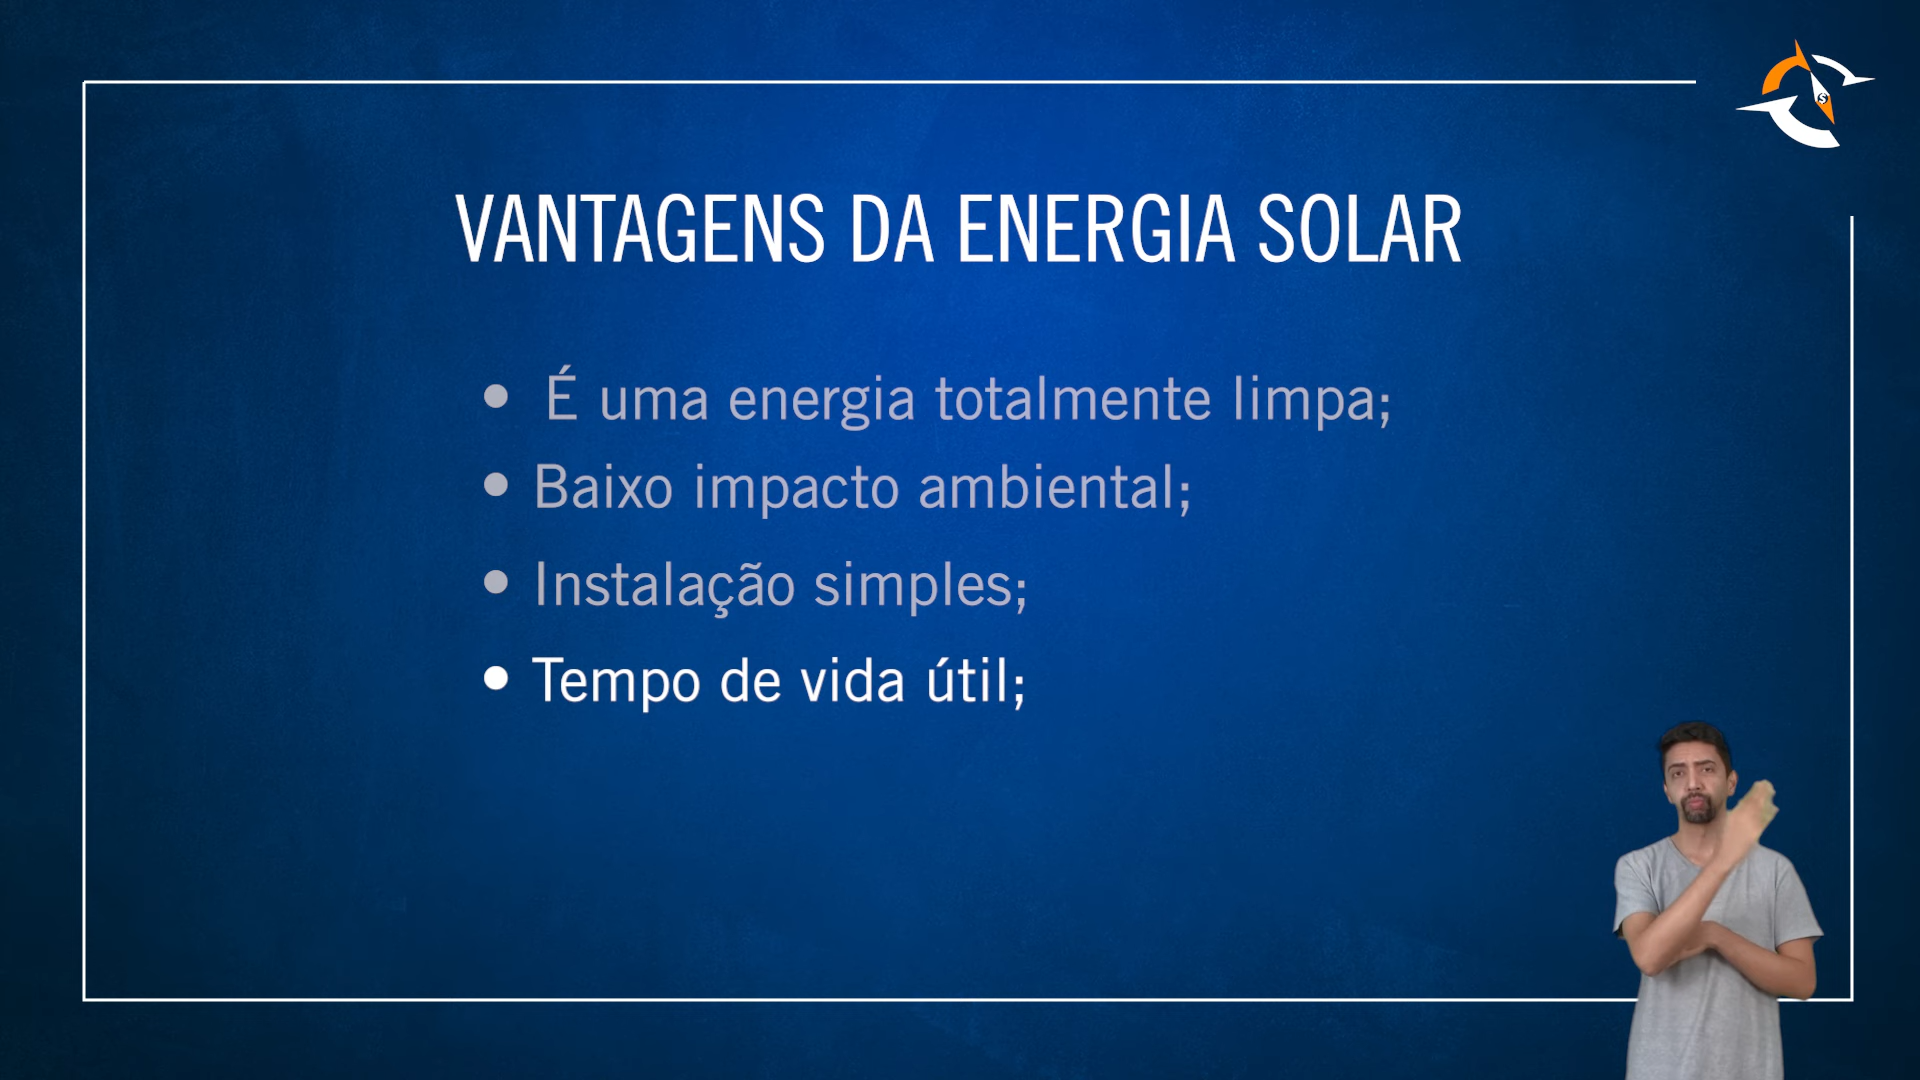 VANTAGENS DA ENERGIA SOLAR
• É uma energia totalmente limpa;
• Baixo impacto ambiental;
• Instalação simples;
• Tempo de vida útil;